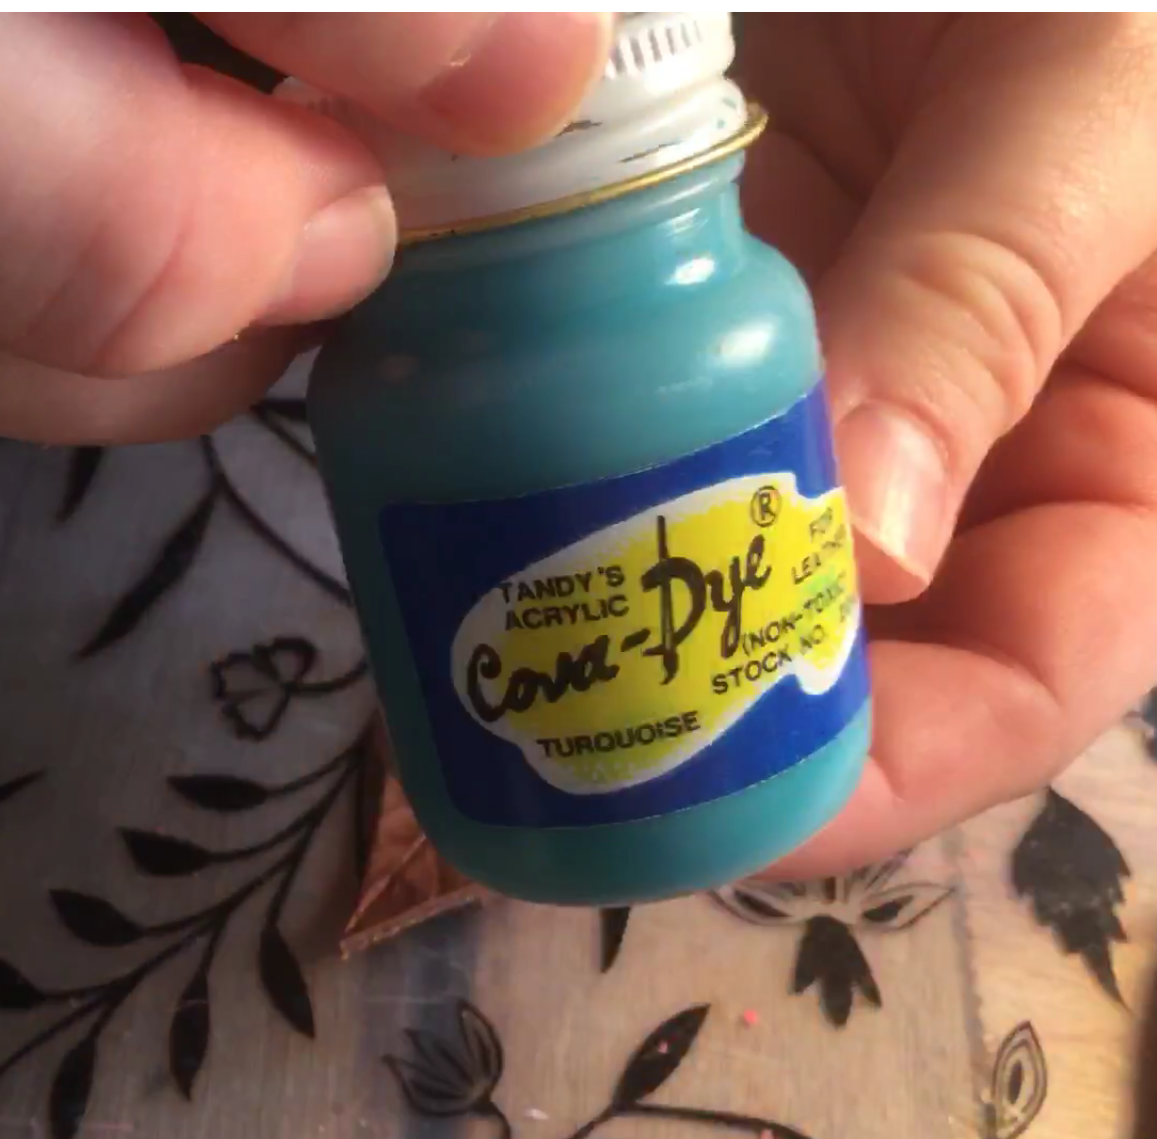 TANDY'S
ACRYLIC
Cova-Dye®
FOR
LEATHER
(NON-TOXIC)
STOCK NO.
TURQUOISE